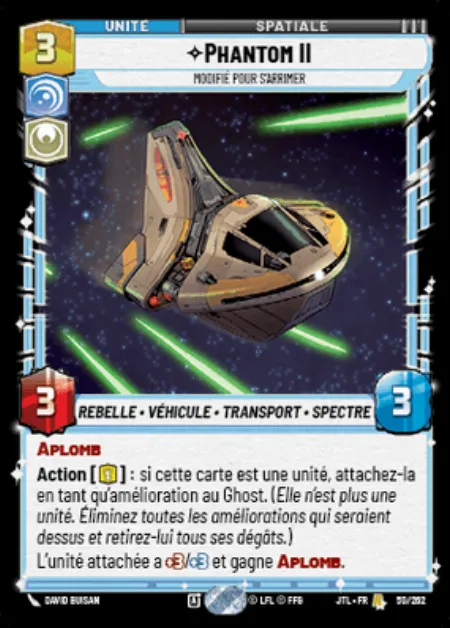 UNITÉ SPATIALE
3 ✧PHANTOM II
MODIFIÉ POUR S'ARRIMER
3 REBELLE • VÉHICULE • TRANSPORT • SPECTRE 3
APLOMB
Action [1] : si cette carte est une unité, attachez-la
en tant qu'amélioration au Ghost. (Elle n'est plus une
unité. Éliminez toutes les améliorations qui seraient
dessus et retirez-lui tous ses dégâts.)
L'unité attachée a +3/+3 et gagne APLOMB.
DAVID BUISAN A © LFL © FFG JTL • FR 50/262